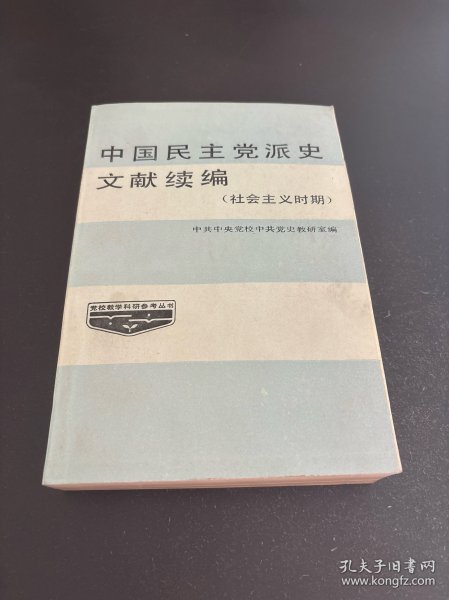 中国民主党派史
文献续编
（社会主义时期）
中共中央党校中共党史教研室编
党校教学科研参考丛书
孔夫子旧书网
www.kongfz.com